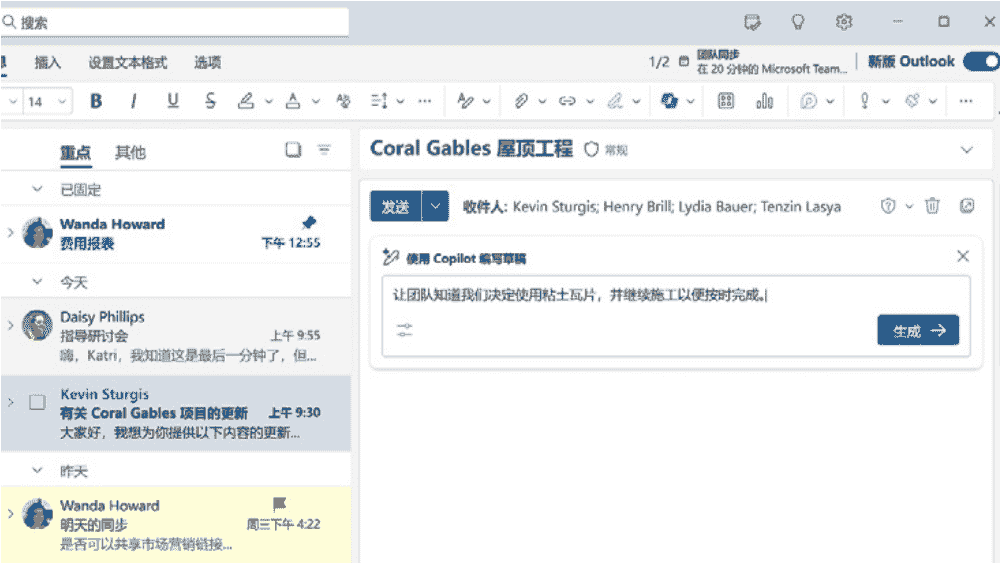 搜索
插入 设置文本格式 选项
1/2 团队同步
在 20 分钟的 Microsoft Team...
新版 Outlook
14 B I U S
重点 其他
已固定
Wanda Howard
费用报表 下午 12:55
今天
Daisy Phillips
指导研讨会 上午 9:55
嗨，Katri，我知道这是最后一分钟了，但...
Kevin Sturgis
有关 Coral Gables 项目的更新 上午 9:30
大家好，我想为你提供以下内容的更新...
昨天
Wanda Howard
明天的同步 周三下午 4:22
是否可以共享市场营销链接...
Coral Gables 屋顶工程 常规
发送 收件人: Kevin Sturgis; Henry Brill; Lydia Bauer; Tenzin Lasya
使用 Copilot 编写草稿
让团队知道我们决定使用粘土瓦片，并继续施工以便按时完成。
生成